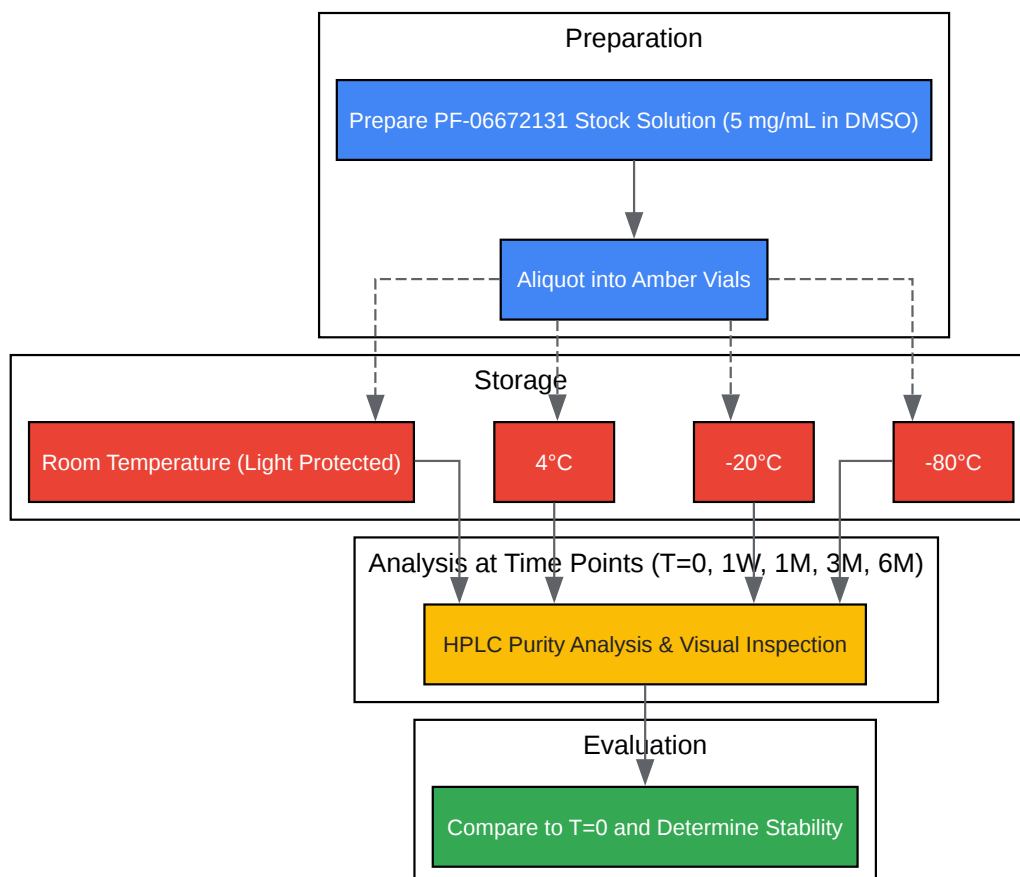 Preparation
Prepare PF-06672131 Stock Solution (5 mg/mL in DMSO)
Aliquot into Amber Vials
Storage
Room Temperature (Light Protected)
4°C
-20°C
-80°C
Analysis at Time Points (T=0, 1W, 1M, 3M, 6M)
HPLC Purity Analysis & Visual Inspection
Evaluation
Compare to T=0 and Determine Stability